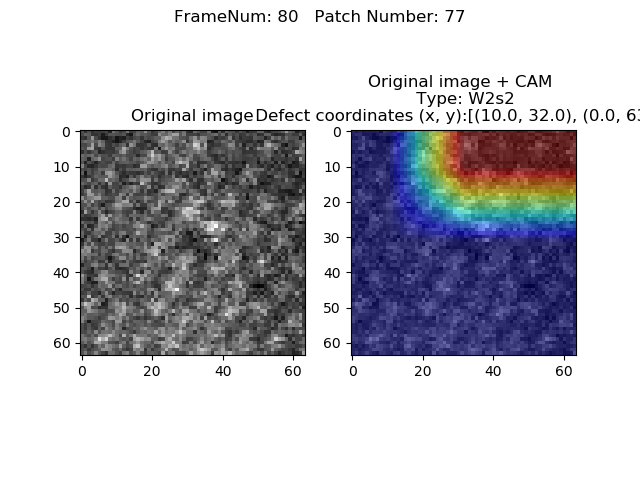 FrameNum: 80   Patch Number: 77
Original image + CAM
Type: W2s2
Original image
Defect coordinates (x, y):[(10.0, 32.0), (0.0, 63
0
10
20
30
40
50
60
0 20 40 60
0
10
20
30
40
50
60
0 20 40 60